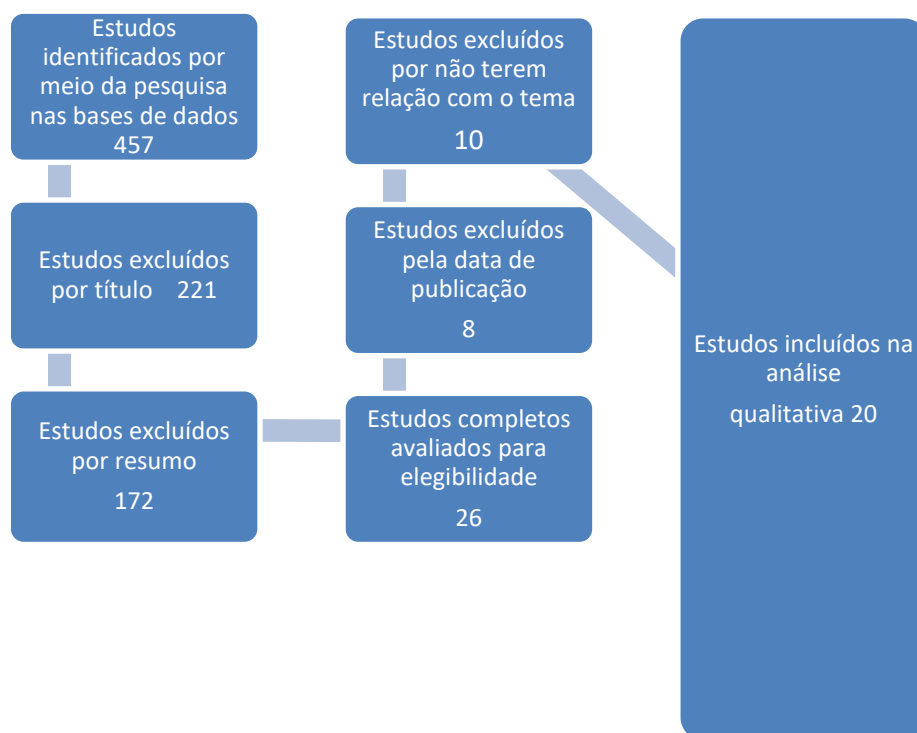 Estudos
identificados por
meio da pesquisa
nas bases de dados
457
Estudos excluídos
por título 221
Estudos excluídos
por resumo
172
Estudos completos
avaliados para
elegibilidade
26
Estudos excluídos
pela data de
publicação
8
Estudos excluídos
por não terem
relação com o tema
10
Estudos incluídos na
análise
qualitativa 20